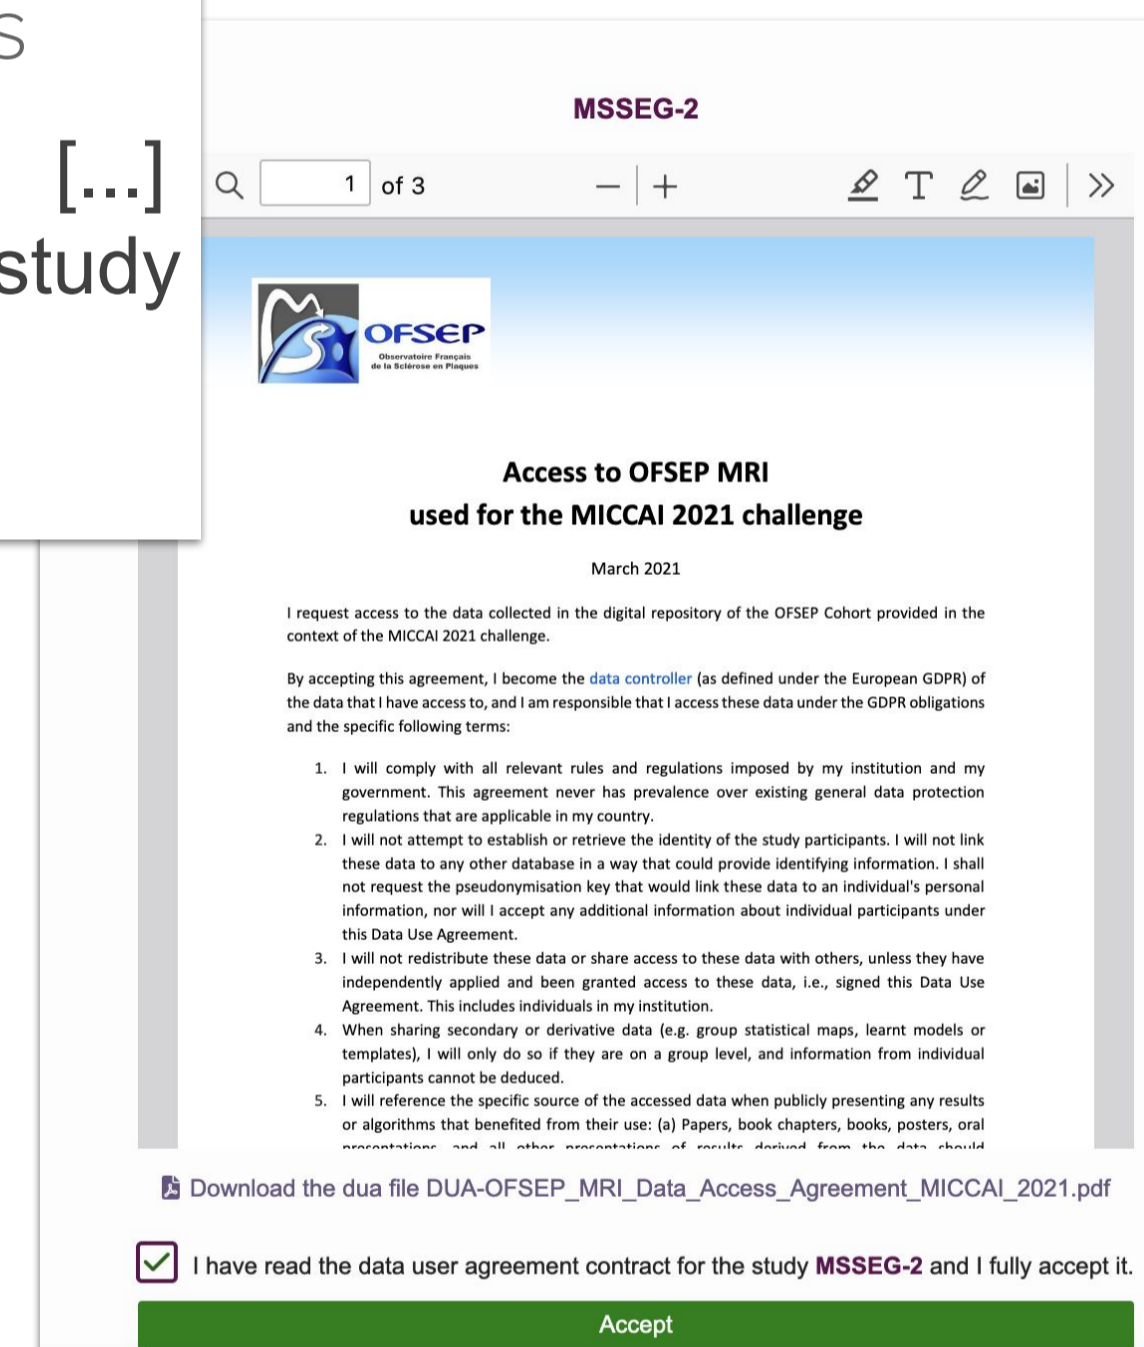 S
[...]
study
MSSEG-2
1 of 3
OFSEP
Observatoire Français
de la Sclérose en Plaques
Access to OFSEP MRI
used for the MICCAI 2021 challenge
March 2021
I request access to the data collected in the digital repository of the OFSEP Cohort provided in the
context of the MICCAI 2021 challenge.
By accepting this agreement, I become the data controller (as defined under the European GDPR) of
the data that I have access to, and I am responsible that I access these data under the GDPR obligations
and the specific following terms:
1. I will comply with all relevant rules and regulations imposed by my institution and my
government. This agreement never has prevalence over existing general data protection
regulations that are applicable in my country.
2. I will not attempt to establish or retrieve the identity of the study participants. I will not link
these data to any other database in a way that could provide identifying information. I shall
not request the pseudonymisation key that would link these data to an individual's personal
information, nor will I accept any additional information about individual participants under
this Data Use Agreement.
3. I will not redistribute these data or share access to these data with others, unless they have
independently applied and been granted access to these data, i.e., signed this Data Use
Agreement. This includes individuals in my institution.
4. When sharing secondary or derivative data (e.g. group statistical maps, learnt models or
templates), I will only do so if they are on a group level, and information from individual
participants cannot be deduced.
5. I will reference the specific source of the accessed data when publicly presenting any results
or algorithms that benefited from their use: (a) Papers, book chapters, books, posters, oral
presentations, and all other presentations of results derived from the data should
Download the dua file DUA-OFSEP_MRI_Data_Access_Agreement_MICCAI_2021.pdf
I have read the data user agreement contract for the study MSSEG-2 and I fully accept it.
Accept